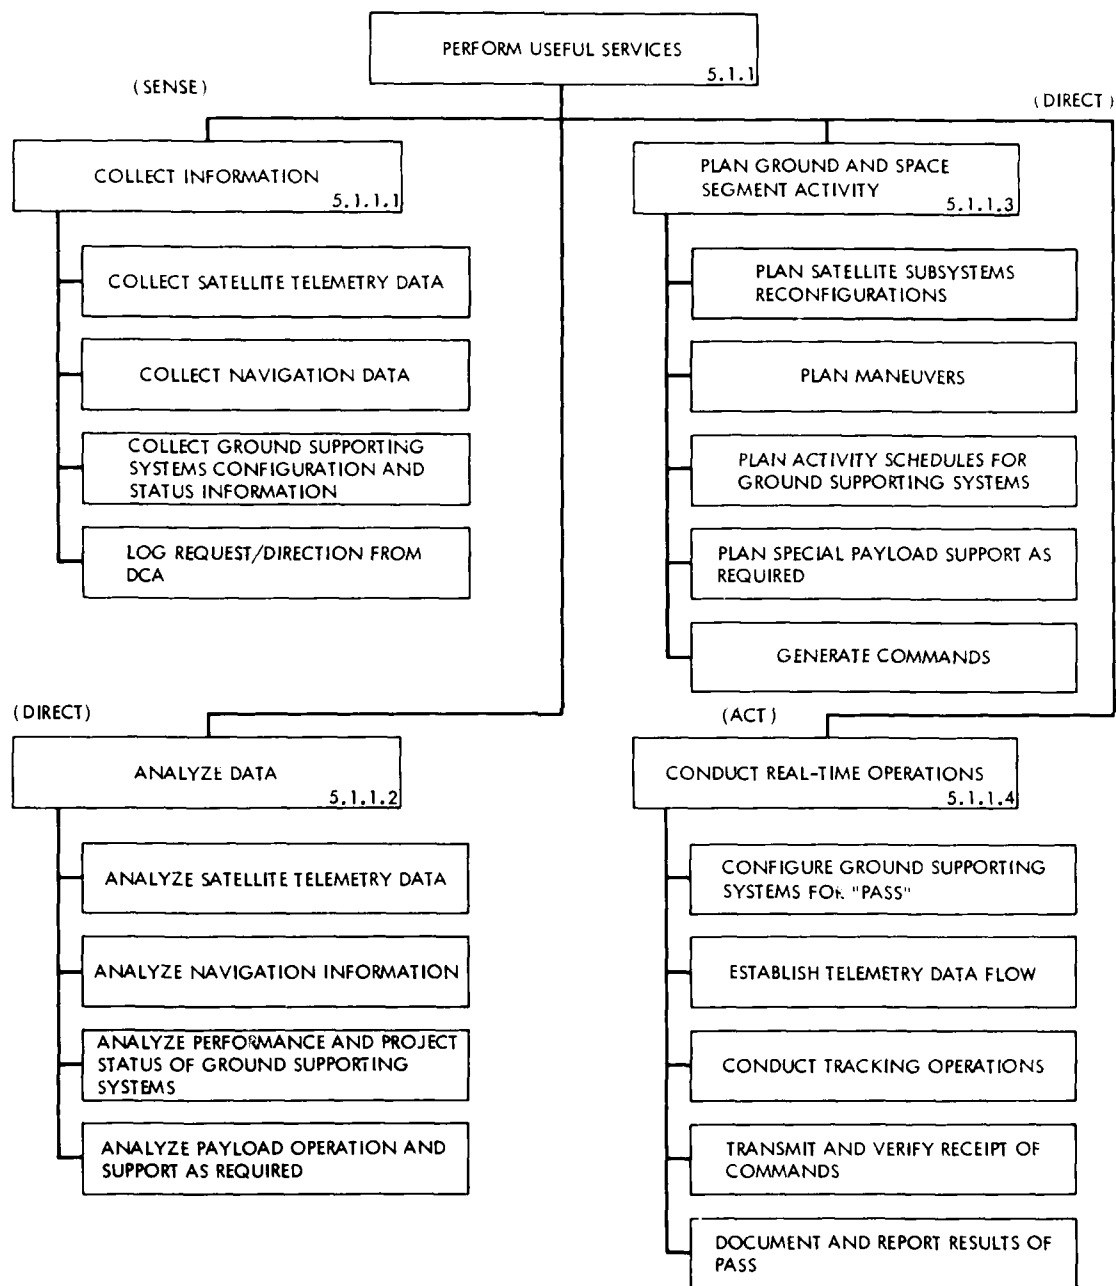 PERFORM USEFUL SERVICES
5.1.1
(SENSE)
(DIRECT)
COLLECT INFORMATION
5.1.1.1
COLLECT SATELLITE TELEMETRY DATA
COLLECT NAVIGATION DATA
COLLECT GROUND SUPPORTING
SYSTEMS CONFIGURATION AND
STATUS INFORMATION
LOG REQUEST/DIRECTION FROM
DCA
PLAN GROUND AND SPACE
SEGMENT ACTIVITY
5.1.1.3
PLAN SATELLITE SUBSYSTEMS
RECONFIGURATIONS
PLAN MANEUVERS
PLAN ACTIVITY SCHEDULES FOR
GROUND SUPPORTING SYSTEMS
PLAN SPECIAL PAYLOAD SUPPORT AS
REQUIRED
GENERATE COMMANDS
(DIRECT)
ANALYZE DATA
5.1.1.2
ANALYZE SATELLITE TELEMETRY DATA
ANALYZE NAVIGATION INFORMATION
ANALYZE PERFORMANCE AND PROJECT
STATUS OF GROUND SUPPORTING
SYSTEMS
ANALYZE PAYLOAD OPERATION AND
SUPPORT AS REQUIRED
(ACT)
CONDUCT REAL-TIME OPERATIONS
5.1.1.4
CONFIGURE GROUND SUPPORTING
SYSTEMS FOR "PASS"
ESTABLISH TELEMETRY DATA FLOW
CONDUCT TRACKING OPERATIONS
TRANSMIT AND VERIFY RECEIPT OF
COMMANDS
DOCUMENT AND REPORT RESULTS OF
PASS